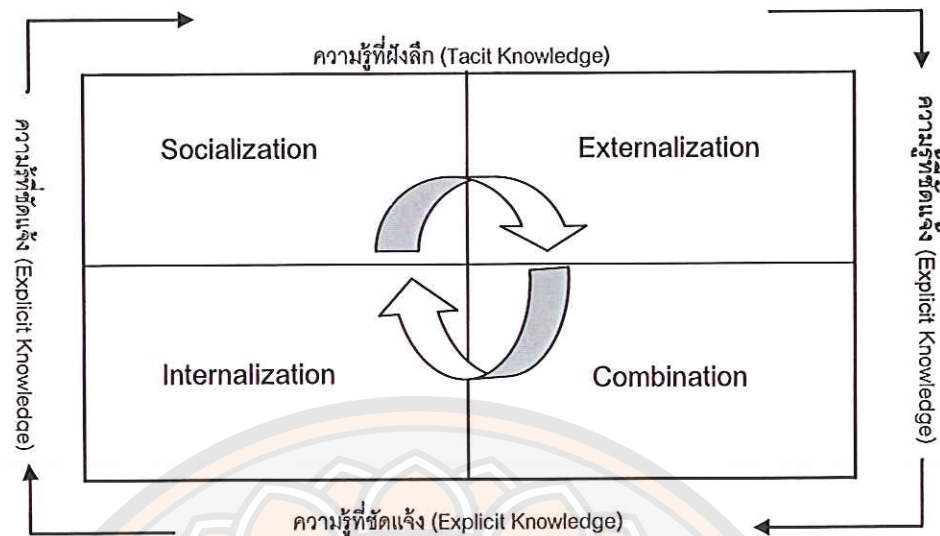 ความรู้ที่ฝังลึก (Tacit Knowledge)
ความรู้ที่ชัดแจ้ง (Explicit Knowledge)
Socialization
Externalization
ความรู้ที่ชัดแจ้ง (Explicit Knowledge)
Internalization
Combination
ความรู้ที่ชัดแจ้ง (Explicit Knowledge)